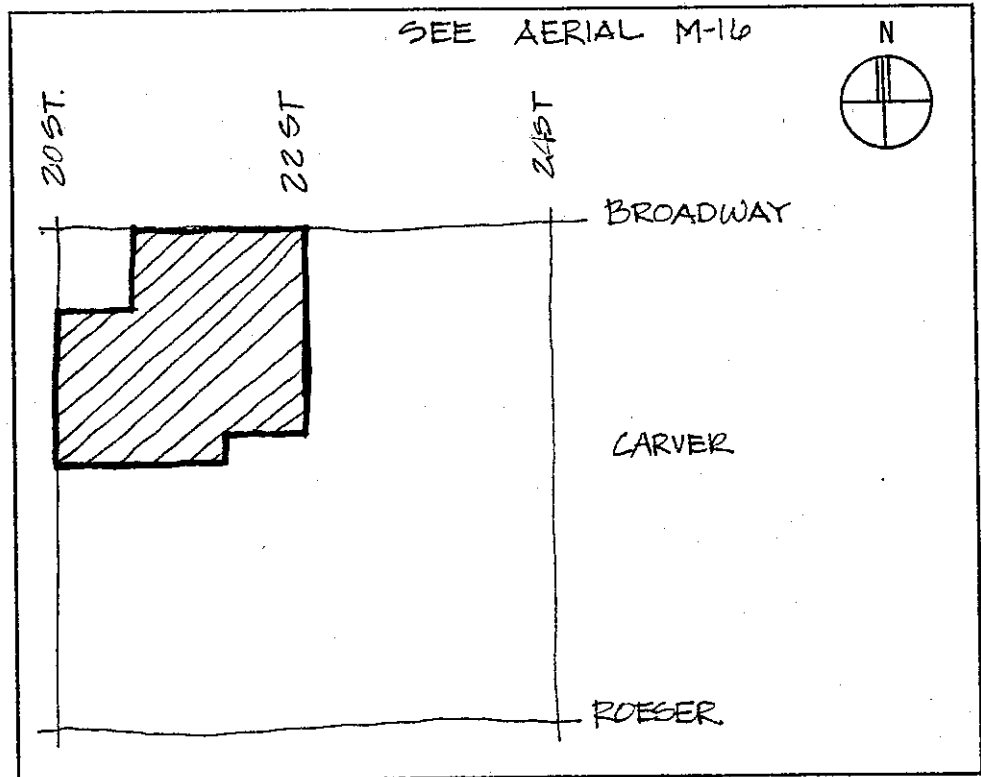 SEE AERIAL M-16
N
20 ST.
22 ST
24 ST
BROADWAY
CARVER
ROESER